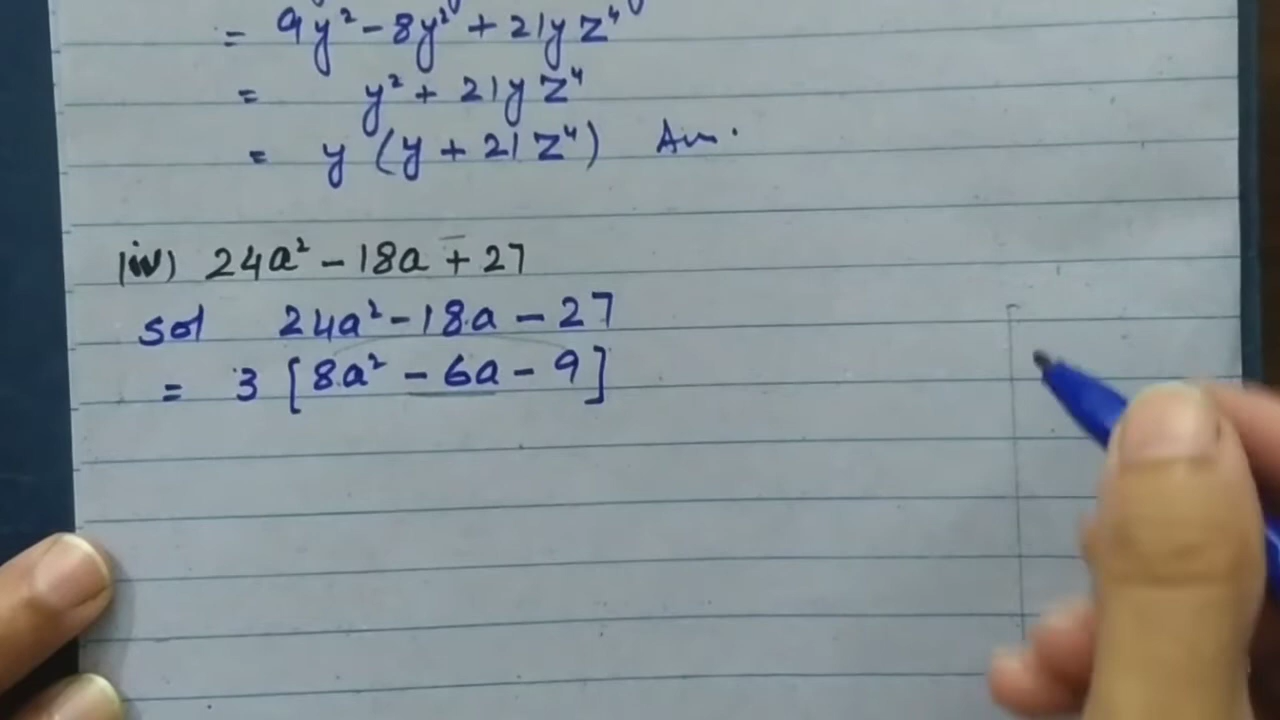 = 9y² - 8y² + 21yz⁴
= y² + 21yz⁴
= y (y + 21z⁴) Ans.
(iv) 24a² - 18a + 27
Sol 24a² - 18a - 27
= 3 [8a² - 6a - 9]